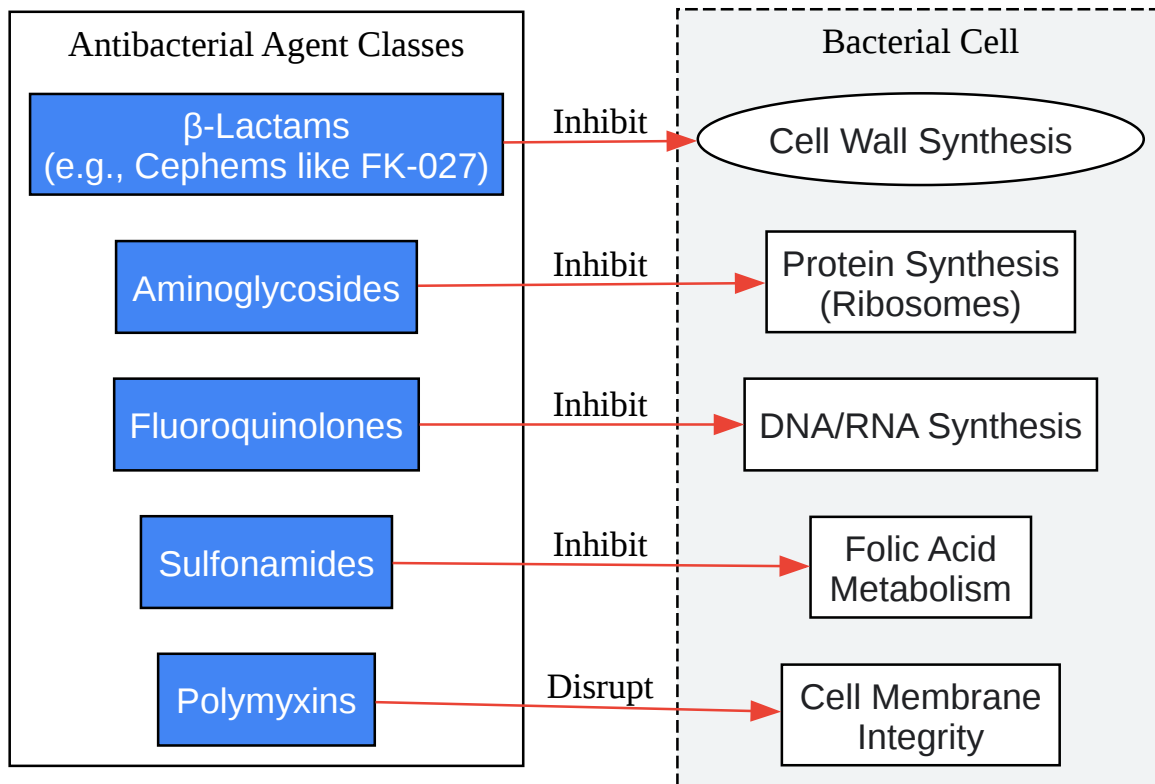 Antibacterial Agent Classes
Bacterial Cell
β-Lactams
(e.g., Cephems like FK-027)
Inhibit
Cell Wall Synthesis
Aminoglycosides
Inhibit
Protein Synthesis
(Ribosomes)
Fluoroquinolones
Inhibit
DNA/RNA Synthesis
Sulfonamides
Inhibit
Folic Acid
Metabolism
Polymyxins
Disrupt
Cell Membrane
Integrity